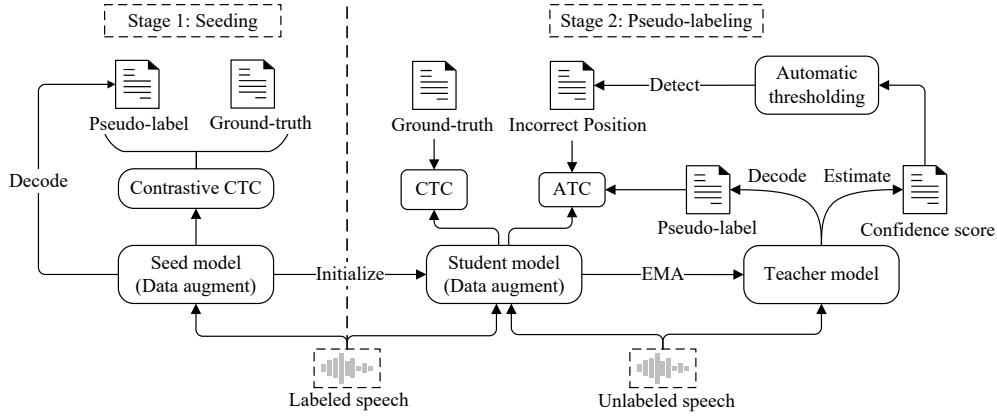 Stage 1: Seeding
Stage 2: Pseudo-labeling
Pseudo-label
Ground-truth
Ground-truth
Incorrect Position
Detect
Automatic
thresholding
Decode
Contrastive CTC
CTC
ATC
Pseudo-label
Decode
Estimate
Confidence score
Seed model
(Data augment)
Initialize
Student model
(Data augment)
EMA
Teacher model
Labeled speech
Unlabeled speech